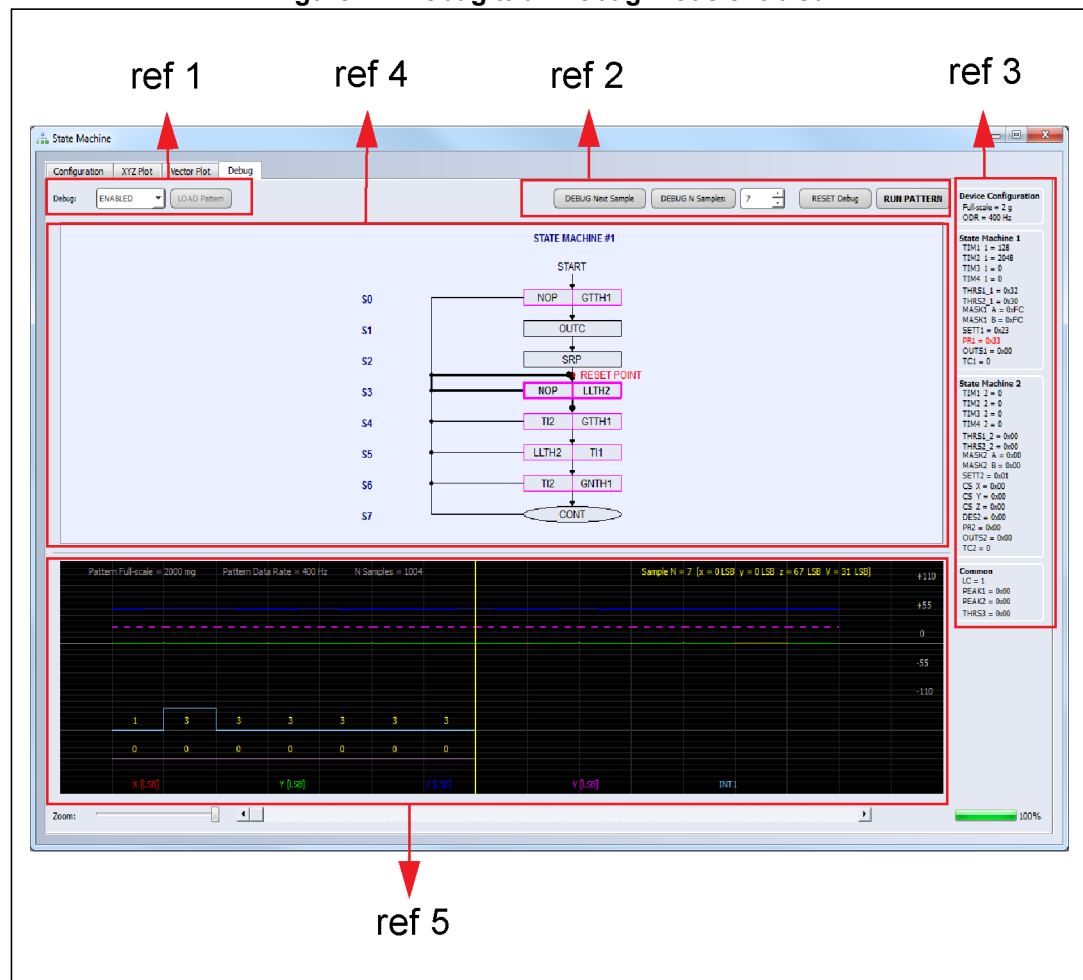 ref 1
ref 4
ref 2
ref 3
State Machine
Configuration XYZ Plot Vector Plot Debug
Debug: ENABLED LOAD Pattern
DEBUG Next Sample DEBUG N Samples: 7 RESET Debug RUN PATTERN
STATE MACHINE #1
START
S0 NOP GTTH1
S1 OUTC
S2 SRP
RESET POINT
S3 NOP LLTH2
S4 TI2 GTTH1
S5 LLTH2 TI1
S6 TI2 GNTH1
S7 CONT
Device Configuration
Full-scale = 2 g
ODR = 400 Hz
State Machine 1
TIM1_1 = 128
TIM2_1 = 2048
TIM3_1 = 0
TIM4_1 = 0
THRS1_1 = 0x32
THRS2_1 = 0x30
MASK1_A = 0xFC
MASK1_B = 0xFC
SETT1 = 0x23
PR1 = 0x33
OUTS1 = 0x00
TC1 = 0
State Machine 2
TIM1_2 = 0
TIM2_2 = 0
TIM3_2 = 0
TIM4_2 = 0
THRS1_2 = 0x00
THRS2_2 = 0x00
MASK2_A = 0x00
MASK2_B = 0x00
SETT2 = 0x01
CS_X = 0x00
CS_Y = 0x00
CS_Z = 0x00
DES2 = 0x00
PR2 = 0x00
OUTS2 = 0x00
TC2 = 0
Common
LC = 1
PEAK1 = 0x00
PEAK2 = 0x00
THRS3 = 0x00
Pattern Full-scale = 2000 mg Pattern Data Rate = 400 Hz N Samples = 1004
Sample N = 7 [x = 0 LSB y = 0 LSB z = 67 LSB V = 31 LSB]
+110
+55
0
-55
-110
1 3 3 3 3 3 3
0 0 0 0 0 0 0
X [LSB] Y [LSB] Z [LSB] V [LSB] INT1
Zoom: 100%
ref 5